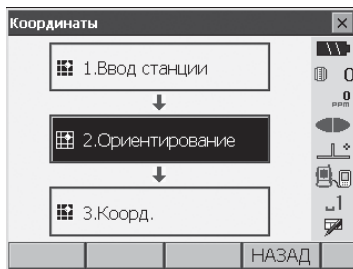 Координаты
1.Ввод станции
0
0
ppm
2.Ориентирование
3.Коорд.
1
НАЗАД